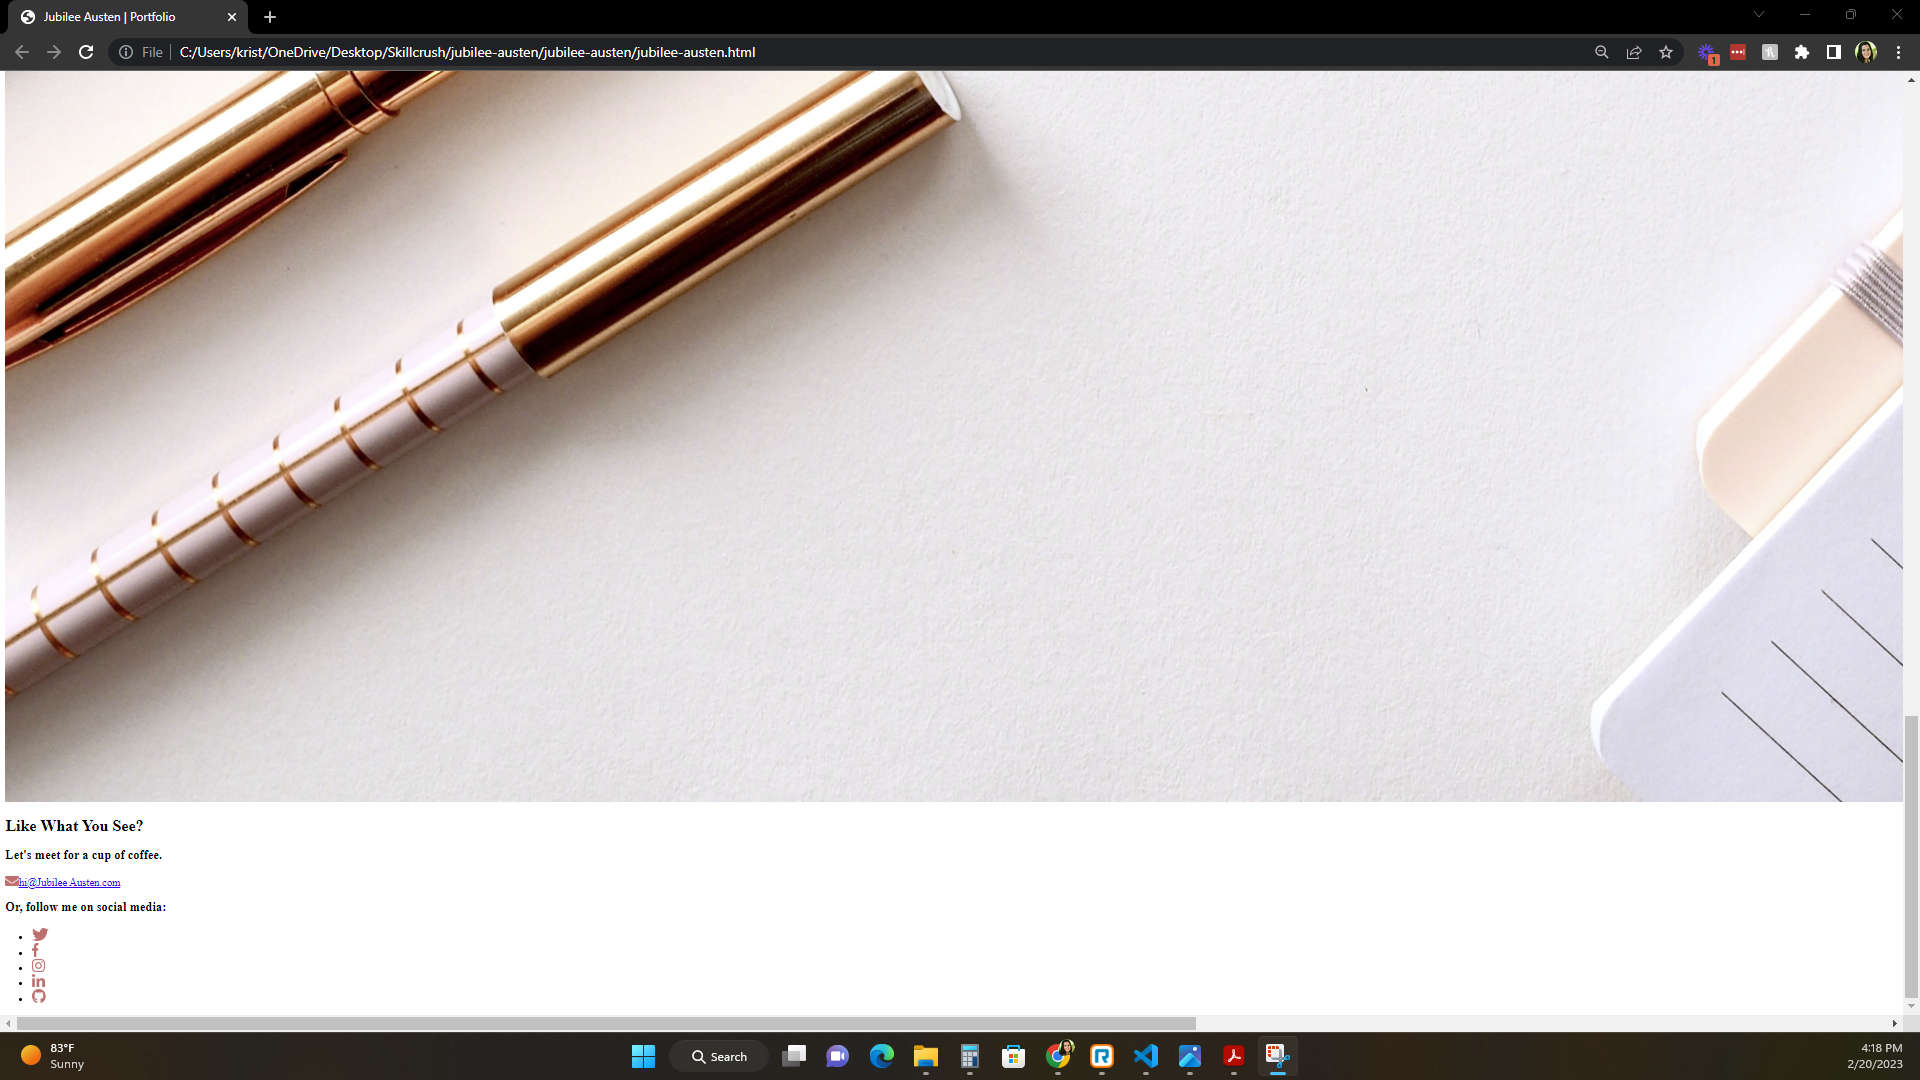 Jubilee Austen | Portfolio
File
C:/Users/krist/OneDrive/Desktop/Skillcrush/jubilee-austen/jubilee-austen/jubilee-austen.html
1
Like What You See?
Let's meet for a cup of coffee.
hi@Jubilee Austen.com
Or, follow me on social media:
83°F
Sunny
Search
4:18 PM
2/20/2023